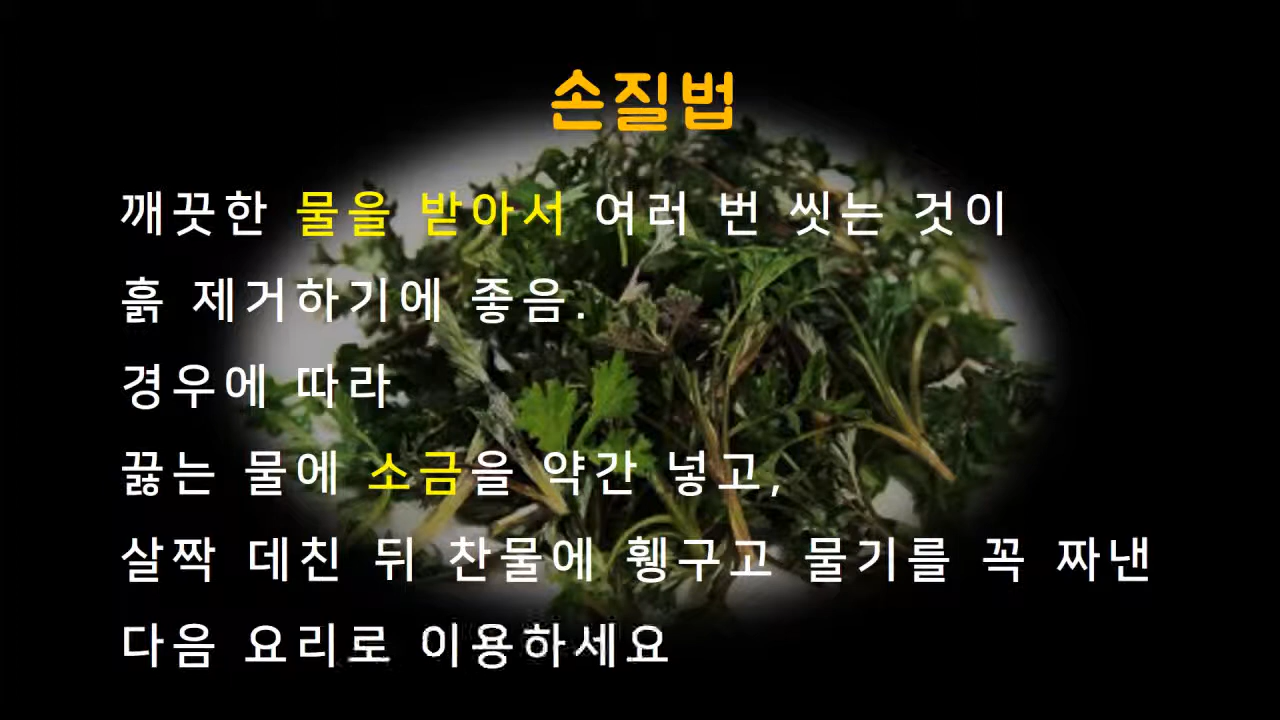 손질법
깨끗한 물을 받아서 여러 번 씻는 것이
흙 제거하기에 좋음.
경우에 따라
끓는 물에 소금을 약간 넣고,
살짝 데친 뒤 찬물에 휑구고 물기를 꼭 짜낸
다음 요리로 이용하세요